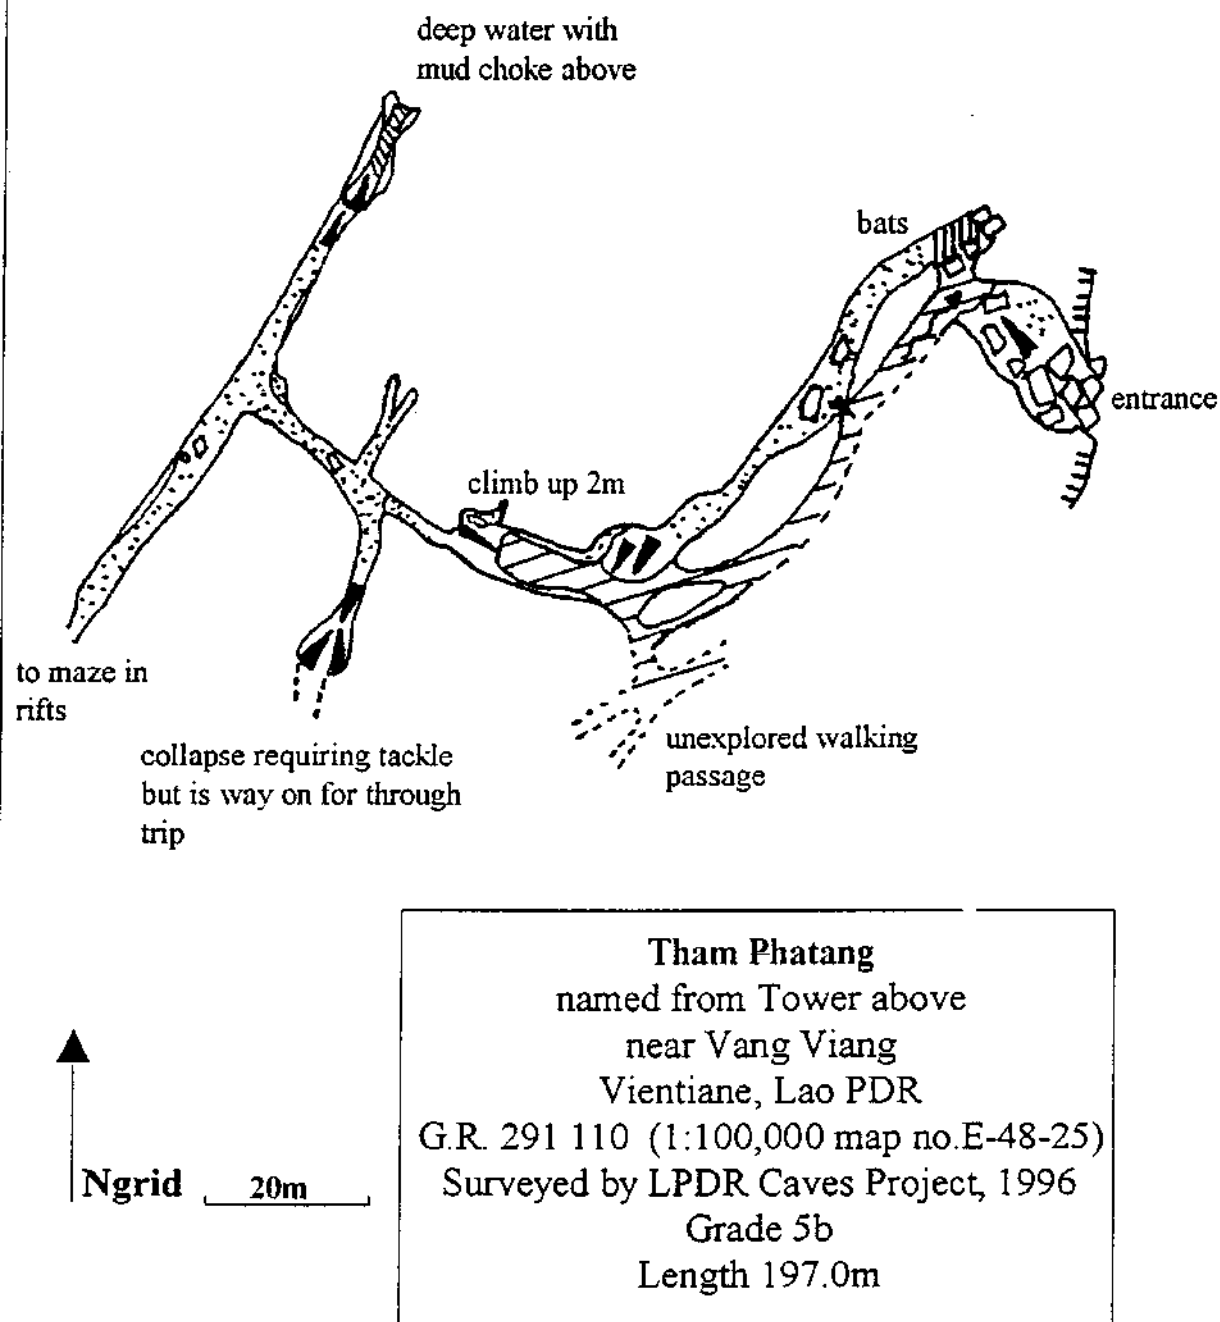 deep water with
mud choke above
bats
entrance
climb up 2m
to maze in
rifts
collapse requiring tackle
but is way on for through
trip
unexplored walking
passage
Tham Phatang
named from Tower above
near Vang Viang
Vientiane, Lao PDR
G.R. 291 110 (1:100,000 map no.E-48-25)
Surveyed by LPDR Caves Project, 1996
Grade 5b
Length 197.0m
Ngrid 20m